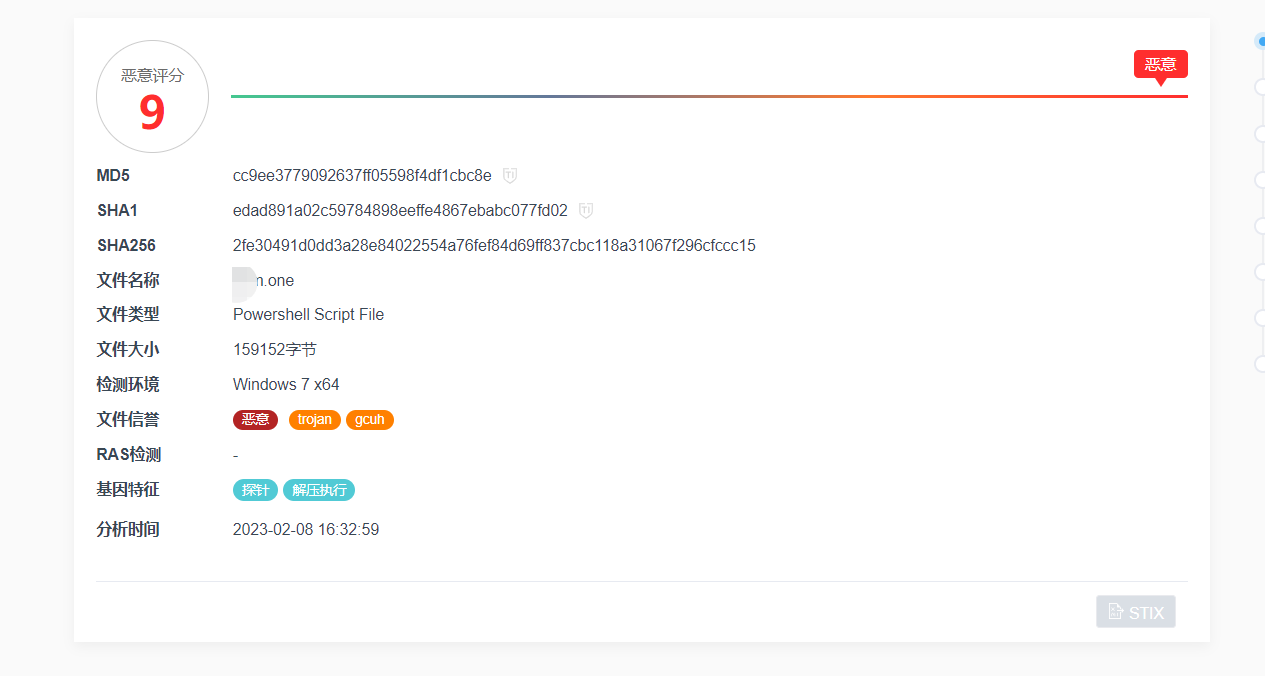 恶意评分
9
恶意
MD5 cc9ee3779092637ff05598f4df1cbc8e
SHA1 edad891a02c59784898eeffe4867ebabc077fd02
SHA256 2fe30491d0dd3a28e84022554a76fef84d69ff837cbc118a31067f296cfccc15
文件名称 n.one
文件类型 Powershell Script File
文件大小 159152字节
检测环境 Windows 7 x64
文件信誉 恶意 trojan gcuh
RAS检测 -
基因特征 探针 解压执行
分析时间 2023-02-08 16:32:59
STIX